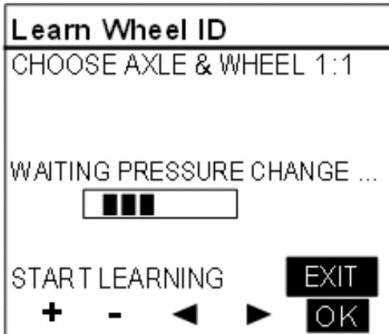 Learn Wheel ID
CHOOSE AXLE & WHEEL 1:1
WAITING PRESSURE CHANGE ...
START LEARNING
EXIT
+ - ◄ ► OK